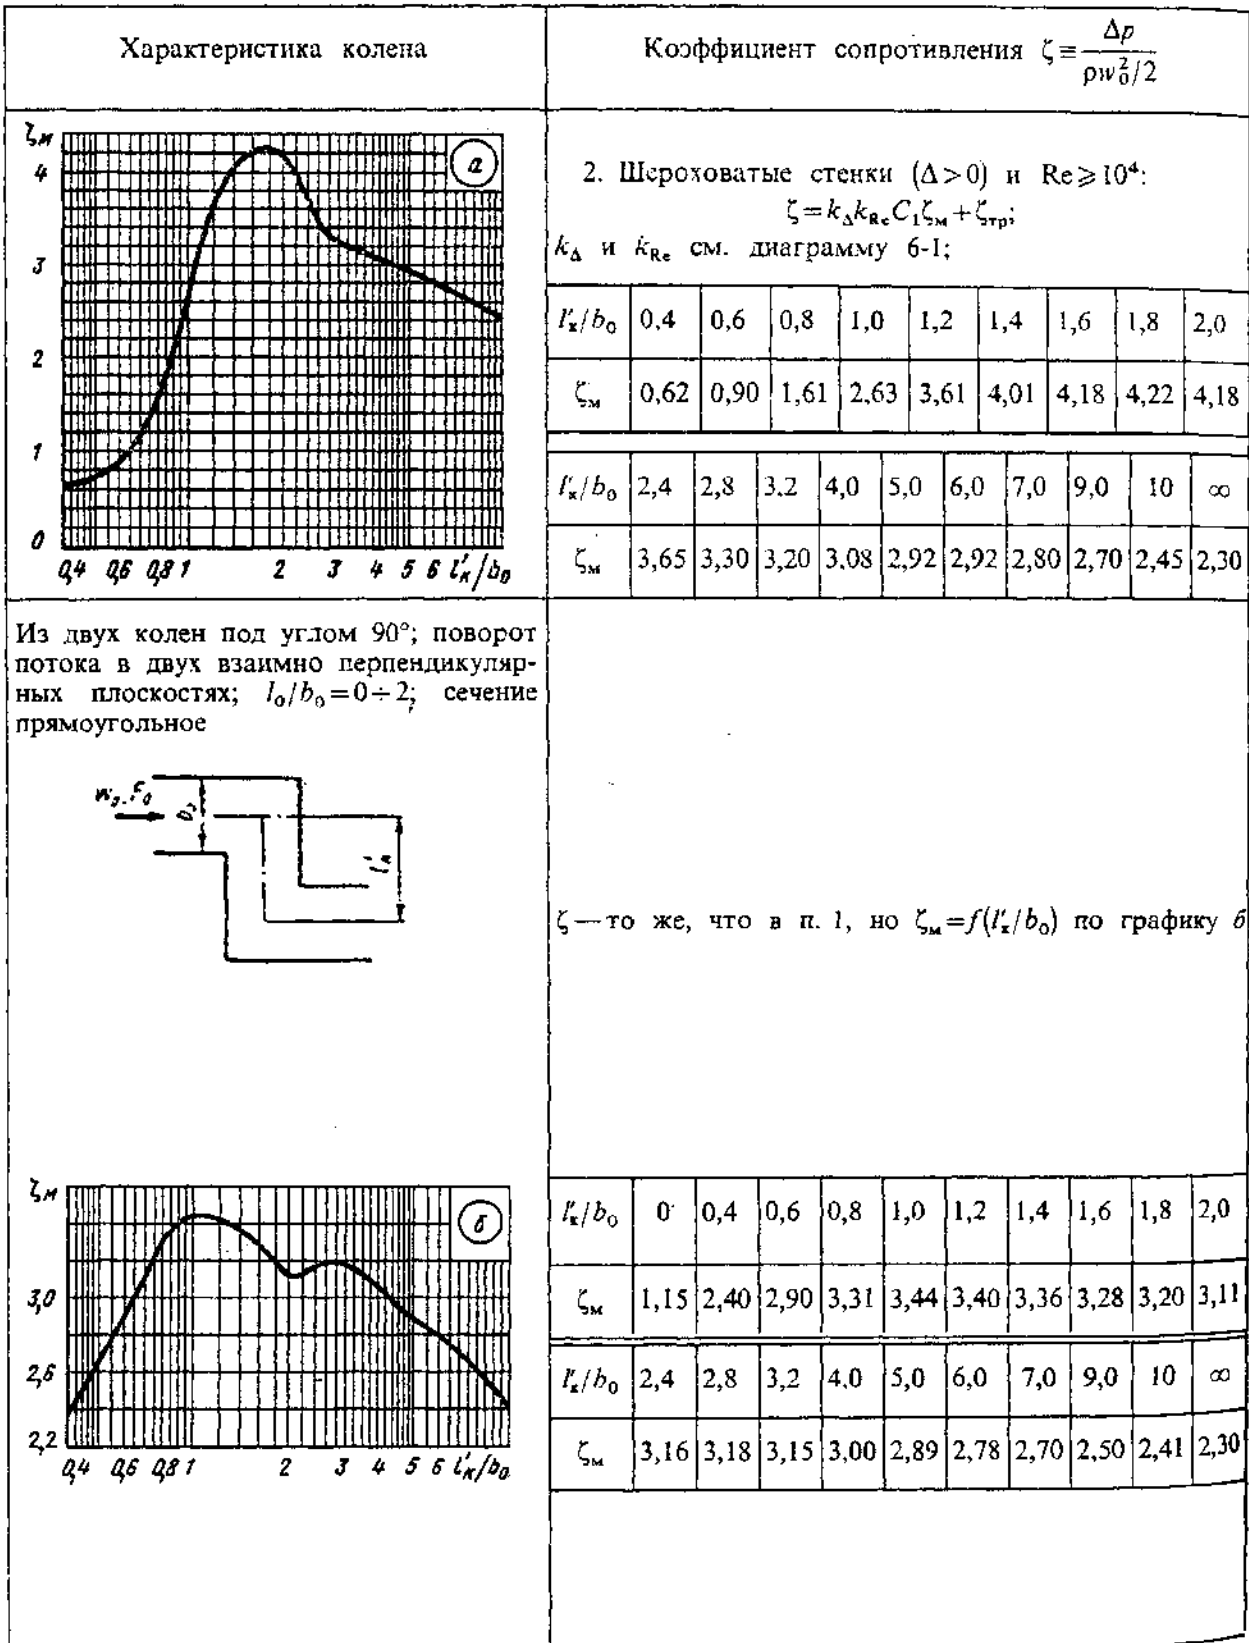 Характеристика колена
Коэффициент сопротивления ζ≡Δp/(ρw₀²/2)
ζм
4
3
2
1
0
0,4 0,6 0,8 1 2 3 4 5 6 l′к/b₀
а
2. Шероховатые стенки (Δ>0) и Re⩾10⁴:
ζ=kΔkReC₁ζм+ζтр;
kΔ и kRe см. диаграмму 6-1;
l′к/b₀ 0,4 0,6 0,8 1,0 1,2 1,4 1,6 1,8 2,0
ζм 0,62 0,90 1,61 2,63 3,61 4,01 4,18 4,22 4,18
l′к/b₀ 2,4 2,8 3,2 4,0 5,0 6,0 7,0 9,0 10 ∞
ζм 3,65 3,30 3,20 3,08 2,92 2,92 2,80 2,70 2,45 2,30
Из двух колен под углом 90°; поворот
потока в двух взаимно перпендикуляр-
ных плоскостях; l₀/b₀=0÷2; сечение
прямоугольное
w₀, F₀
b₀
l′к
ζ—то же, что в п. 1, но ζм=f(l′к/b₀) по графику б
ζм
3,0
2,6
2,2
0,4 0,6 0,8 1 2 3 4 5 6 l′к/b₀
б
l′к/b₀ 0 0,4 0,6 0,8 1,0 1,2 1,4 1,6 1,8 2,0
ζм 1,15 2,40 2,90 3,31 3,44 3,40 3,36 3,28 3,20 3,11
l′к/b₀ 2,4 2,8 3,2 4,0 5,0 6,0 7,0 9,0 10 ∞
ζм 3,16 3,18 3,15 3,00 2,89 2,78 2,70 2,50 2,41 2,30